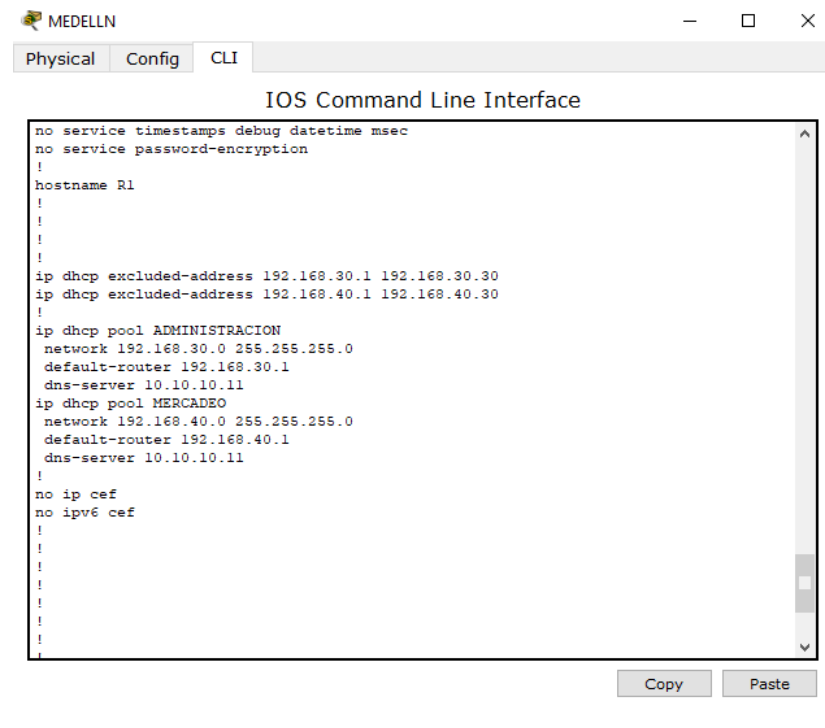 MEDELLN
Physical Config CLI
IOS Command Line Interface
no service timestamps debug datetime msec
no service password-encryption
!
hostname R1
!
!
!
!
ip dhcp excluded-address 192.168.30.1 192.168.30.30
ip dhcp excluded-address 192.168.40.1 192.168.40.30
!
ip dhcp pool ADMINISTRACION
 network 192.168.30.0 255.255.255.0
 default-router 192.168.30.1
 dns-server 10.10.10.11
ip dhcp pool MERCADEO
 network 192.168.40.0 255.255.255.0
 default-router 192.168.40.1
 dns-server 10.10.10.11
!
no ip cef
no ipv6 cef
!
!
!
!
!
!
!
!
Copy Paste